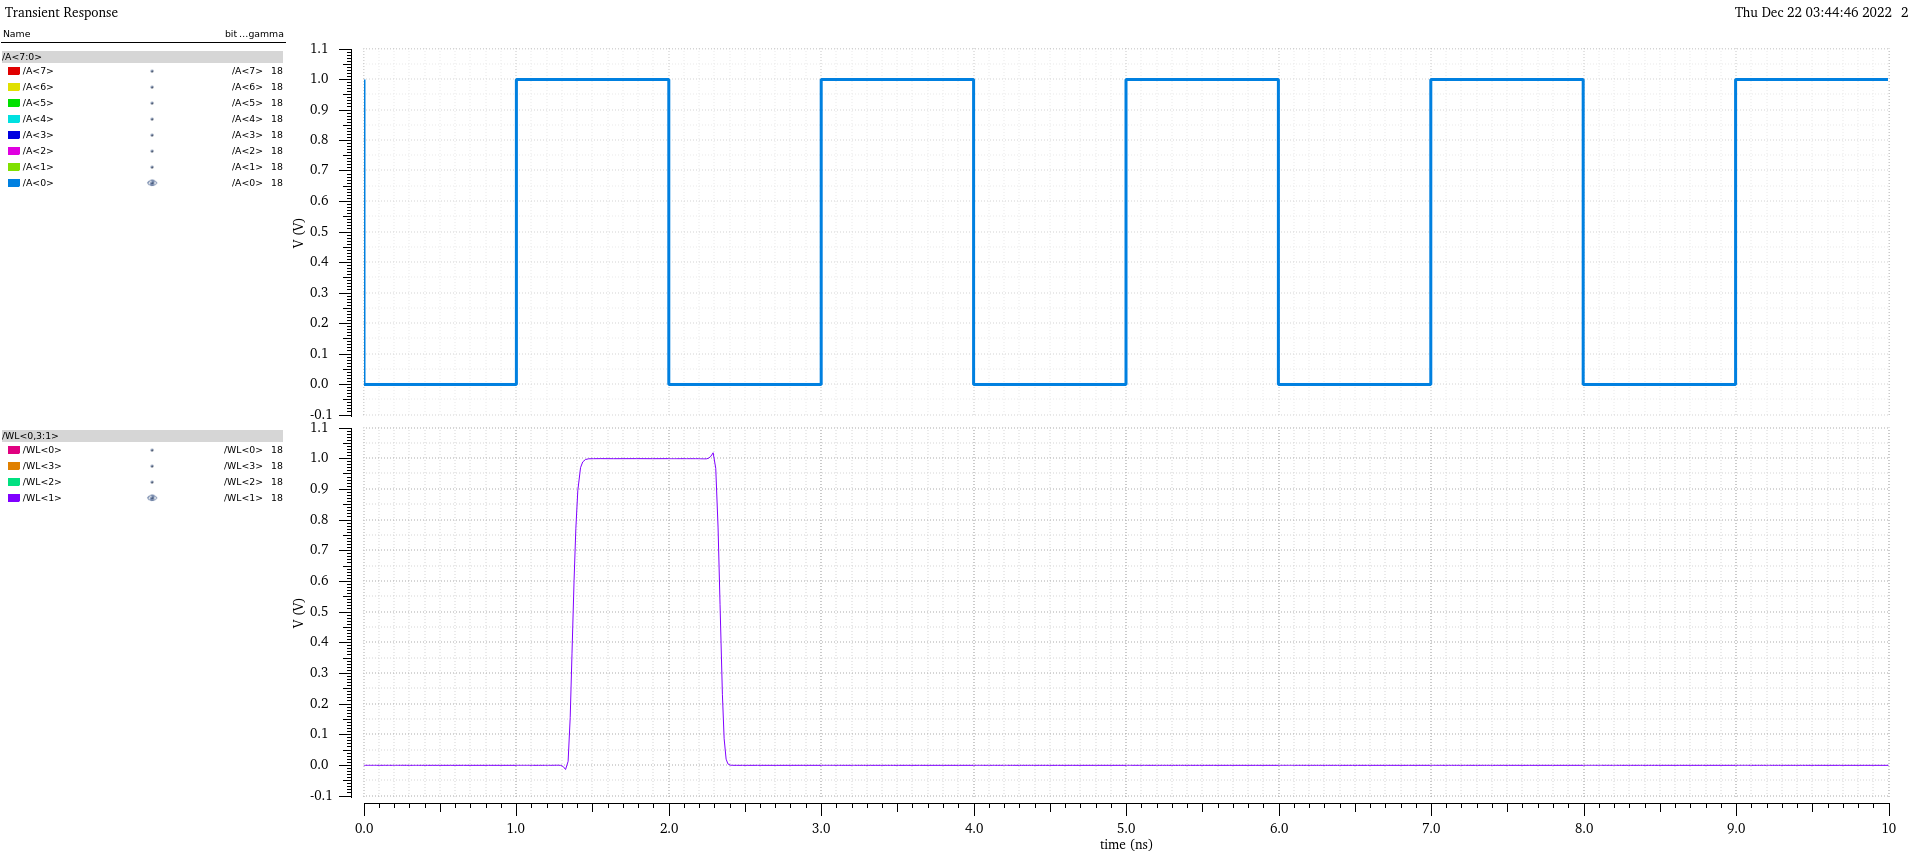 Transient Response
Thu Dec 22 03:44:46 2022 2
Name bit ...gamma
/A<7:0>
/A<7> /A<7> 18
/A<6> /A<6> 18
/A<5> /A<5> 18
/A<4> /A<4> 18
/A<3> /A<3> 18
/A<2> /A<2> 18
/A<1> /A<1> 18
/A<0> /A<0> 18
1.1
1.0
0.9
0.8
0.7
0.6
0.5
0.4
0.3
0.2
0.1
0.0
-0.1
V (V)
/WL<0,3:1>
/WL<0> /WL<0> 18
/WL<3> /WL<3> 18
/WL<2> /WL<2> 18
/WL<1> /WL<1> 18
1.1
1.0
0.9
0.8
0.7
0.6
0.5
0.4
0.3
0.2
0.1
0.0
-0.1
V (V)
0.0 1.0 2.0 3.0 4.0 5.0 6.0 7.0 8.0 9.0 10
time (ns)